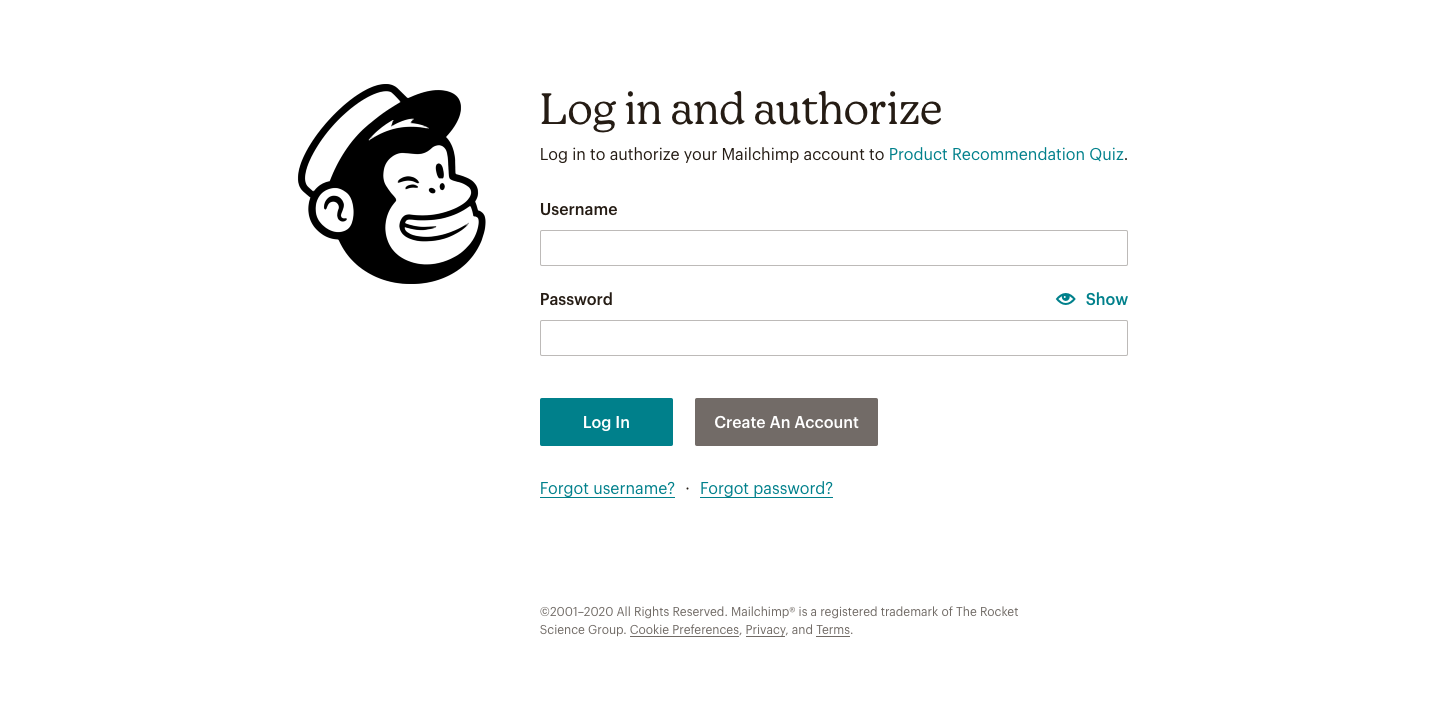 Log in and authorize
Log in to authorize your Mailchimp account to Product Recommendation Quiz.
Username
Password
Show
Log In
Create An Account
Forgot username? · Forgot password?
©2001–2020 All Rights Reserved. Mailchimp® is a registered trademark of The Rocket
Science Group. Cookie Preferences, Privacy, and Terms.